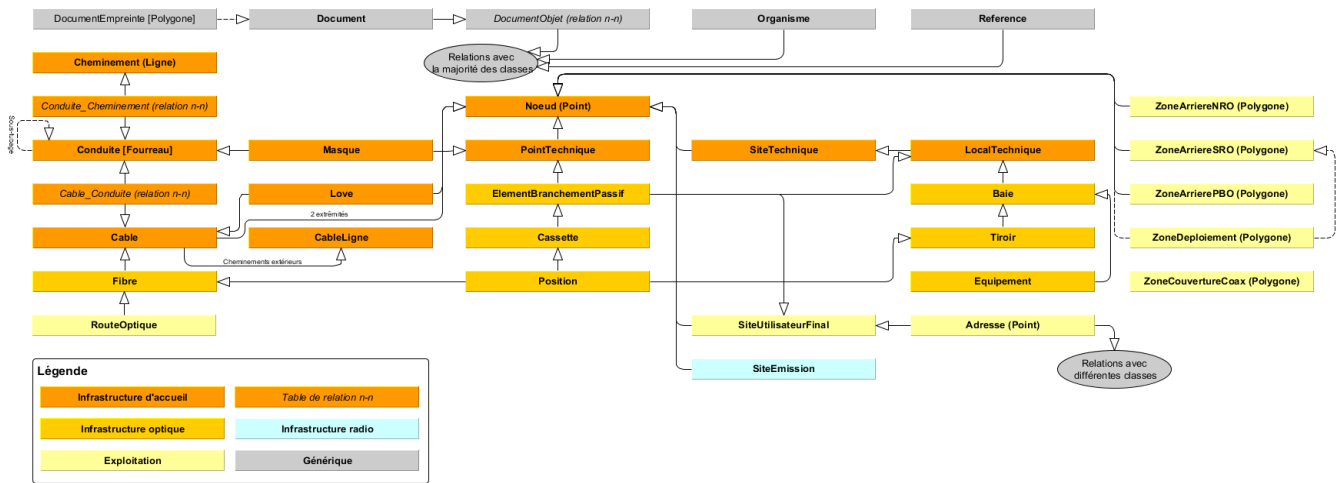 DocumentEmpreinte [Polygone]
Document
DocumentObjet (relation n-n)
Organisme
Reference
Relations avec
la majorité des classes
Cheminement (Ligne)
Conduite_Cheminement (relation n-n)
Noeud (Point)
ZoneArriereNRO (Polygone)
Sous-tubage
Conduite [Fourreau]
Masque
PointTechnique
SiteTechnique
LocalTechnique
ZoneArriereSRO (Polygone)
Cable_Conduite (relation n-n)
Love
ElementBranchementPassif
Baie
ZoneArrierePBO (Polygone)
2 extrêmités
Cable
CableLigne
Cassette
Tiroir
ZoneDeploiement (Polygone)
Cheminements extérieurs
Fibre
Position
Equipement
ZoneCouvertureCoax (Polygone)
RouteOptique
SiteUtilisateurFinal
Adresse (Point)
SiteEmission
Relations avec
différentes classes
Légende
Infrastructure d'accueil
Table de relation n-n
Infrastructure optique
Infrastructure radio
Exploitation
Générique